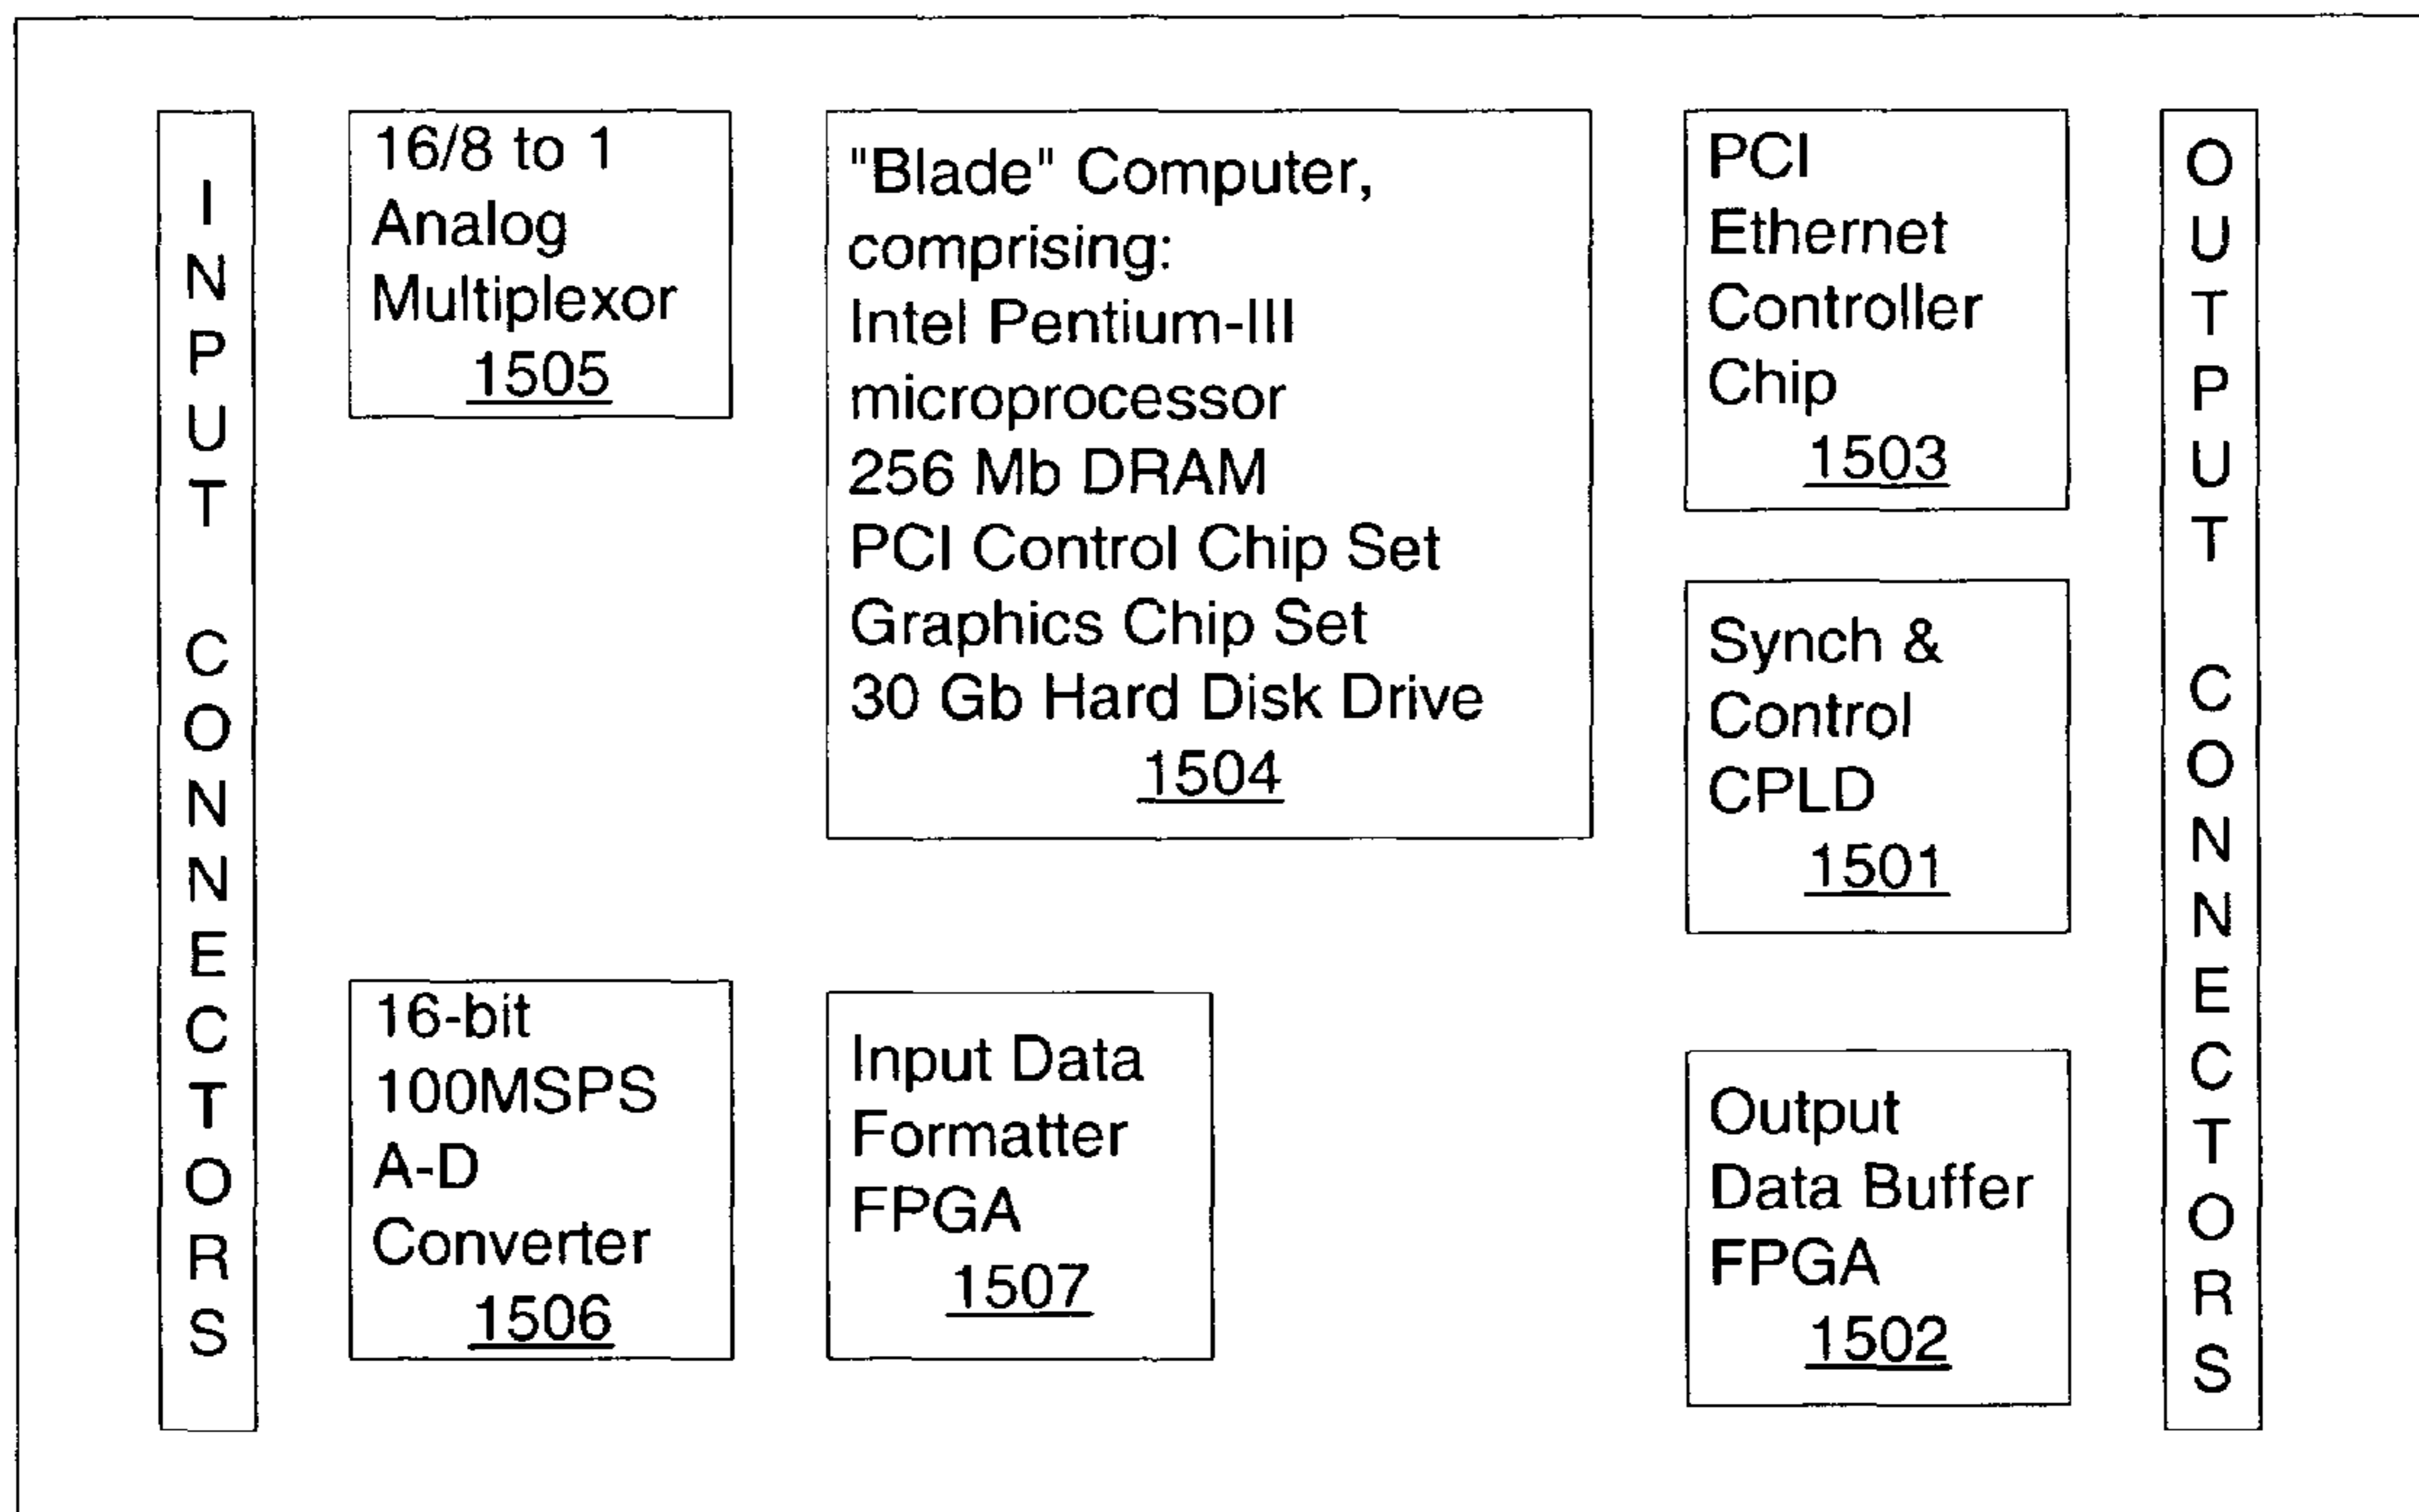 INPUT CONNECTORS
16/8 to 1
Analog
Multiplexor
1505
"Blade" Computer,
comprising:
Intel Pentium-III
microprocessor
256 Mb DRAM
PCI Control Chip Set
Graphics Chip Set
30 Gb Hard Disk Drive
1504
PCI
Ethernet
Controller
Chip
1503
Synch &
Control
CPLD
1501
16-bit
100MSPS
A-D
Converter
1506
Input Data
Formatter
FPGA
1507
Output
Data Buffer
FPGA
1502
OUTPUT CONNECTORS